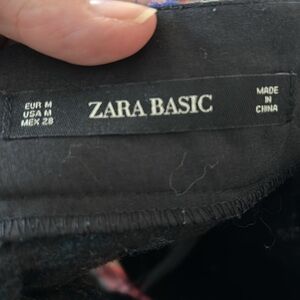 EUR M
USA M
MEX 28
ZARA BASIC
MADE
IN
CHINA